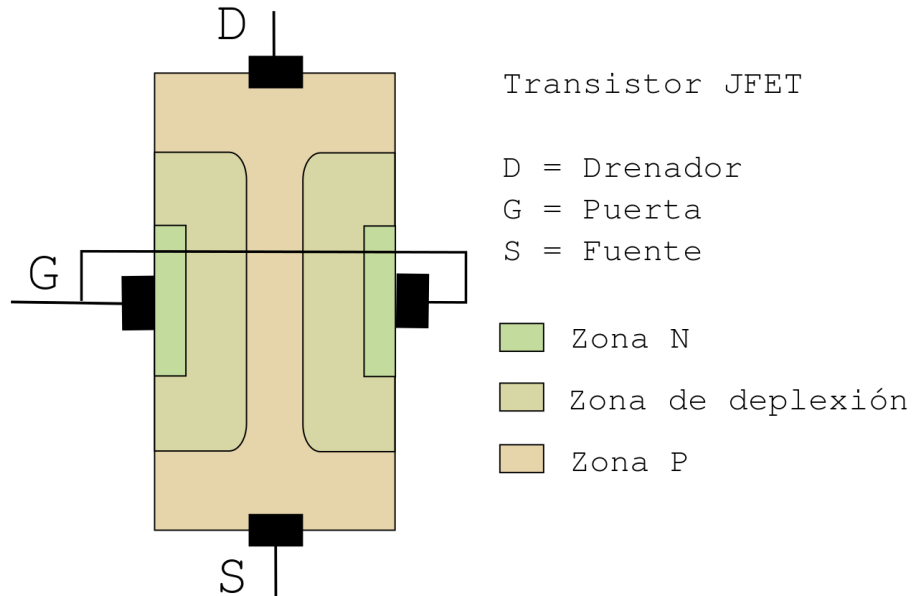 D
Transistor JFET
D = Drenador
G = Puerta
S = Fuente
G
Zona N
Zona de deplexión
Zona P
S